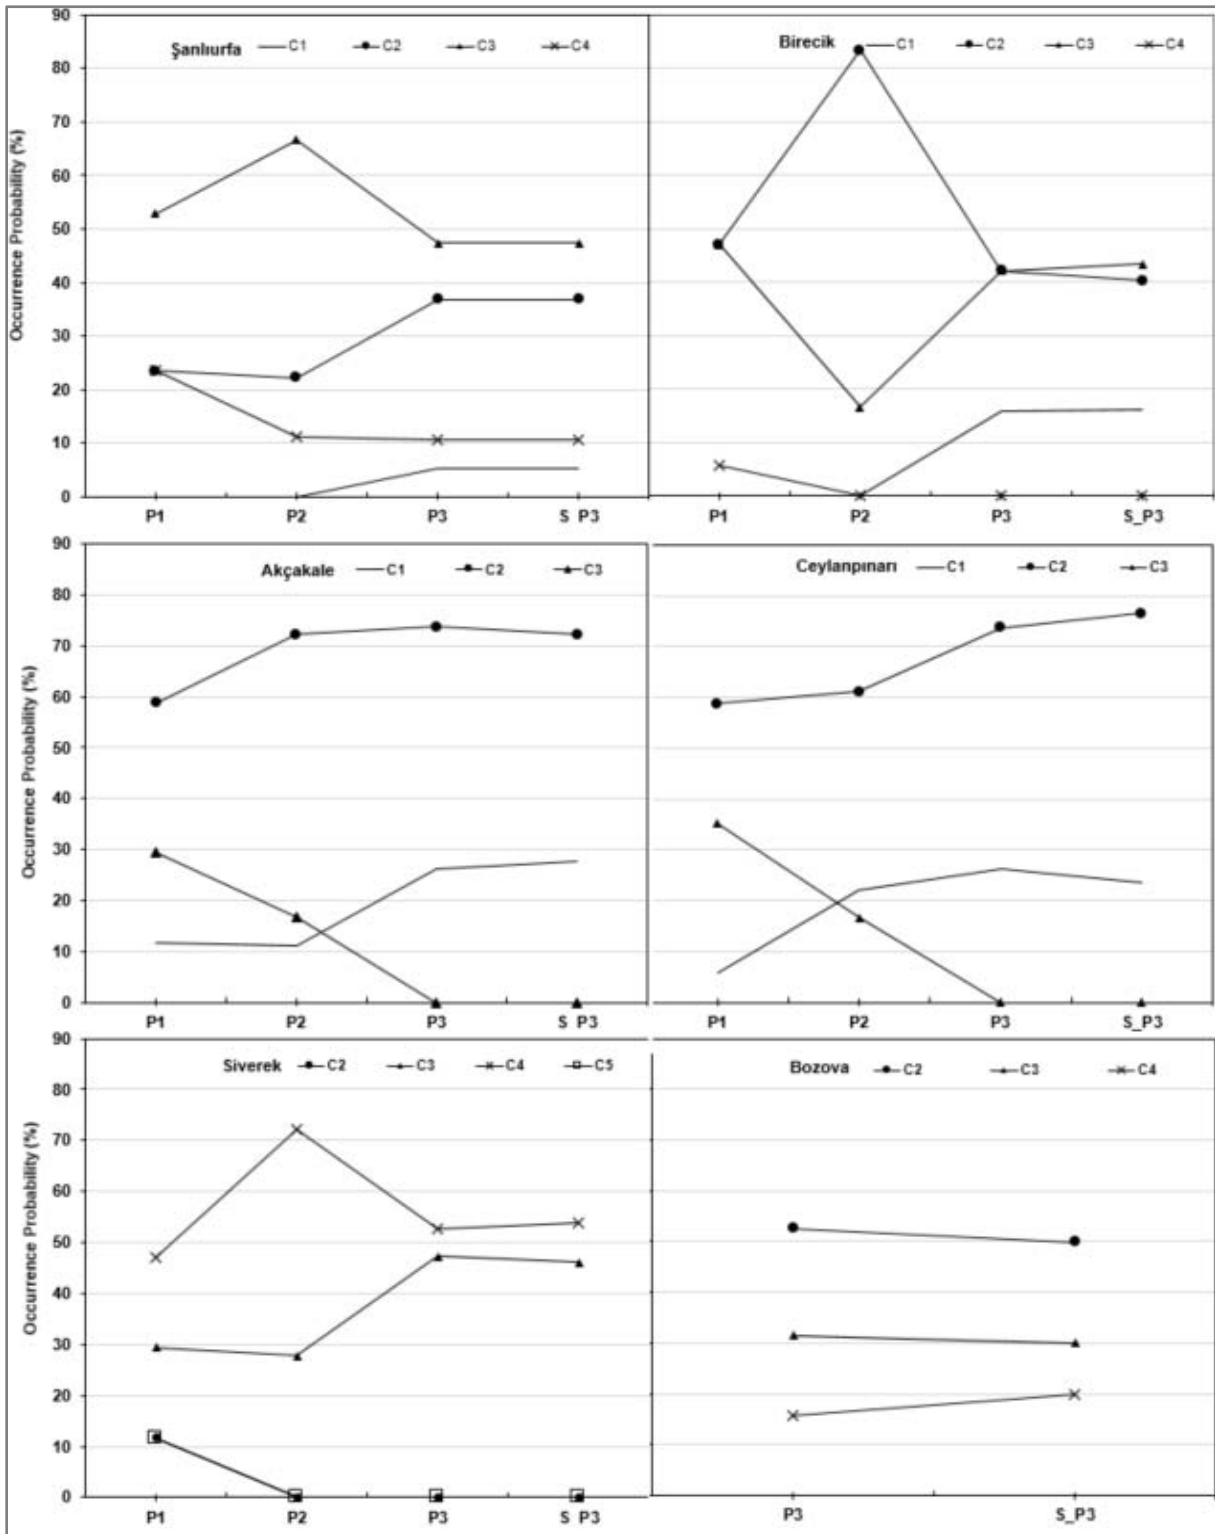 Şanlıurfa C1 C2 C3 C4
Occurrence Probability (%)
90
80
70
60
50
40
30
20
10
0
P1 P2 P3 S_P3
Birecik C1 C2 C3 C4
P1 P2 P3 S_P3
Akçakale C1 C2 C3
Occurrence Probability (%)
90
80
70
60
50
40
30
20
10
0
P1 P2 P3 S_P3
Ceylanpınarı C1 C2 C3
P1 P2 P3 S_P3
Siverek C2 C3 C4 C5
Occurrence Probability (%)
90
80
70
60
50
40
30
20
10
0
P1 P2 P3 S_P3
Bozova C2 C3 C4
P3 S_P3